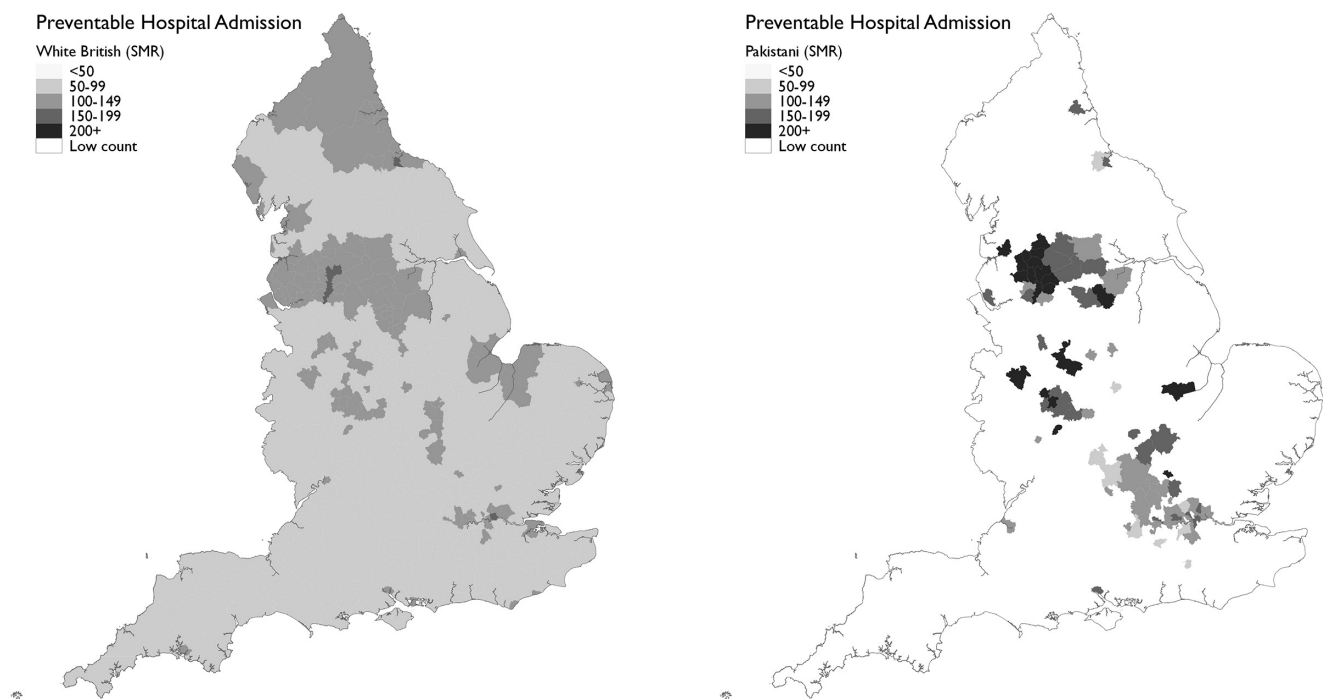 Preventable Hospital Admission
White British (SMR)
<50
50-99
100-149
150-199
200+
Low count
Preventable Hospital Admission
Pakistani (SMR)
<50
50-99
100-149
150-199
200+
Low count